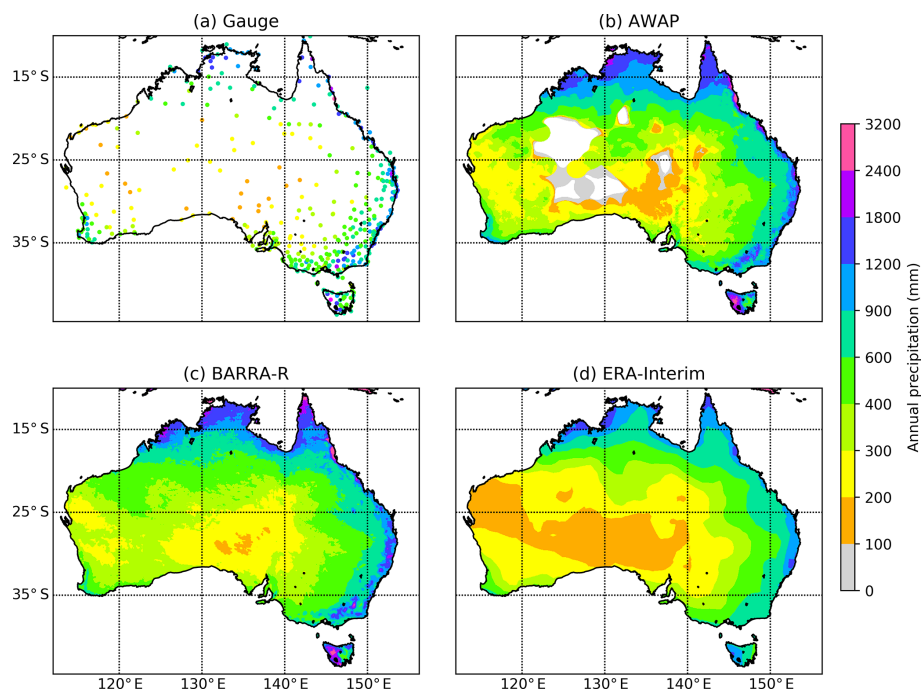 (a) Gauge
(b) AWAP
15°S
25°S
35°S
(c) BARRA-R
(d) ERA-Interim
15°S
25°S
35°S
120°E 130°E 140°E 150°E
120°E 130°E 140°E 150°E
3200
2400
1800
1200
900
600
400
300
200
100
0
Annual precipitation (mm)